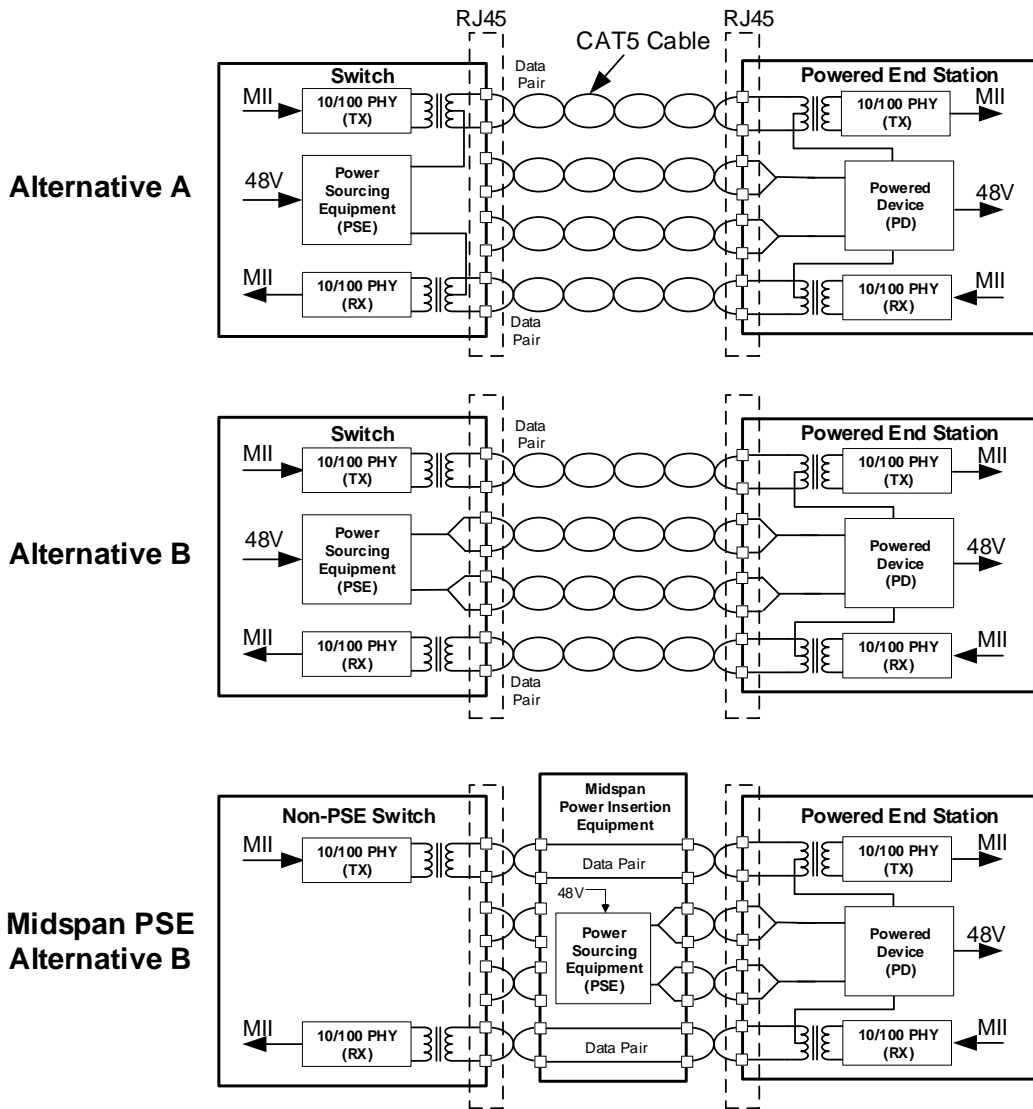 RJ45
RJ45
CAT5 Cable
Alternative A
Switch
MII
10/100 PHY
(TX)
48V
Power
Sourcing
Equipment
(PSE)
MII
10/100 PHY
(RX)
Data
Pair
Data
Pair
Powered End Station
10/100 PHY
(TX)
MII
Powered
Device
(PD)
48V
10/100 PHY
(RX)
MII
Alternative B
Switch
MII
10/100 PHY
(TX)
48V
Power
Sourcing
Equipment
(PSE)
MII
10/100 PHY
(RX)
Data
Pair
Data
Pair
Powered End Station
10/100 PHY
(TX)
MII
Powered
Device
(PD)
48V
10/100 PHY
(RX)
MII
Midspan PSE
Alternative B
Non-PSE Switch
MII
10/100 PHY
(TX)
MII
10/100 PHY
(RX)
Midspan
Power Insertion
Equipment
Data Pair
48V
Power
Sourcing
Equipment
(PSE)
Data Pair
Powered End Station
10/100 PHY
(TX)
MII
Powered
Device
(PD)
48V
10/100 PHY
(RX)
MII